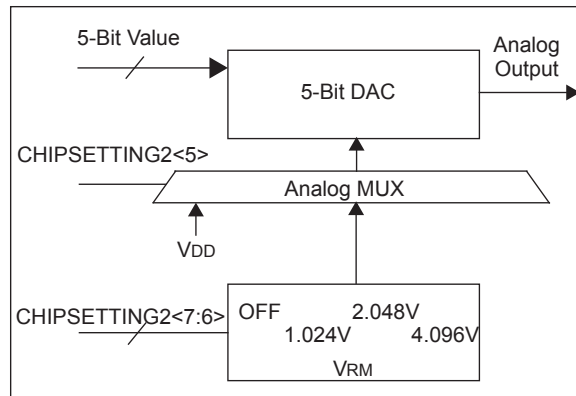 5-Bit Value
Analog
Output
5-Bit DAC
CHIPSETTING2<5>
Analog MUX
VDD
CHIPSETTING2<7:6>
OFF 2.048V
1.024V 4.096V
VRM